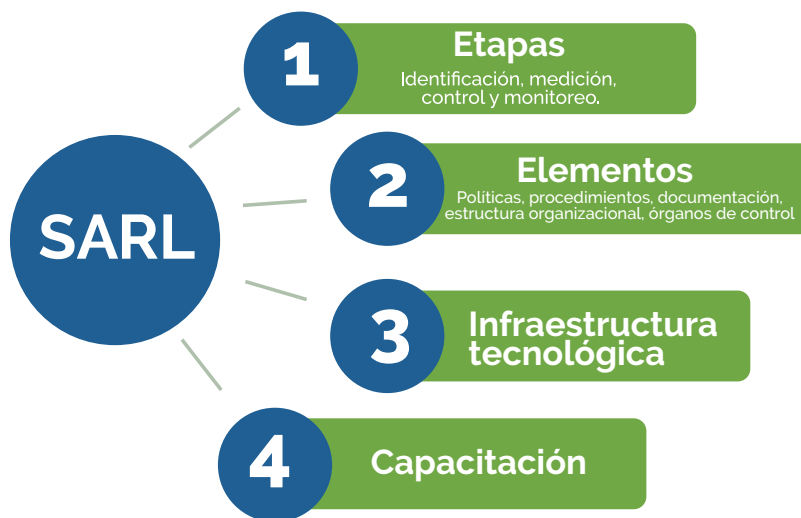 SARL
1
Etapas
Identificación, medición,
control y monitoreo.
2
Elementos
Políticas, procedimientos, documentación,
estructura organizacional, órganos de control
3
Infraestructura
tecnológica
4
Capacitación